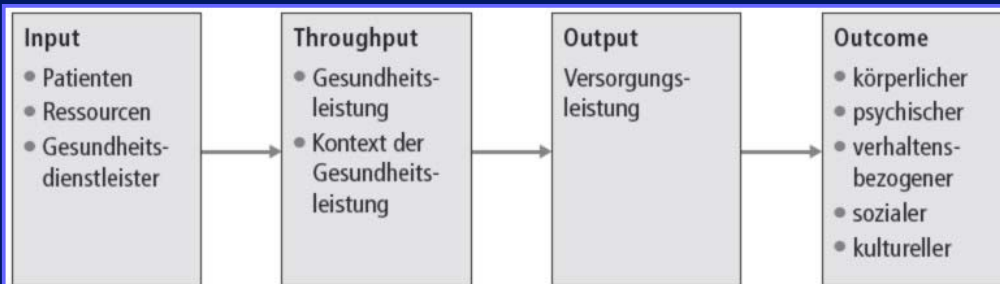 Input
• Patienten
• Ressourcen
• Gesundheits-
dienstleister
Throughput
• Gesundheits-
leistung
• Kontext der
Gesundheits-
leistung
Output
Versorgungs-
leistung
Outcome
• körperlicher
• psychischer
• verhaltens-
bezogener
• sozialer
• kultureller